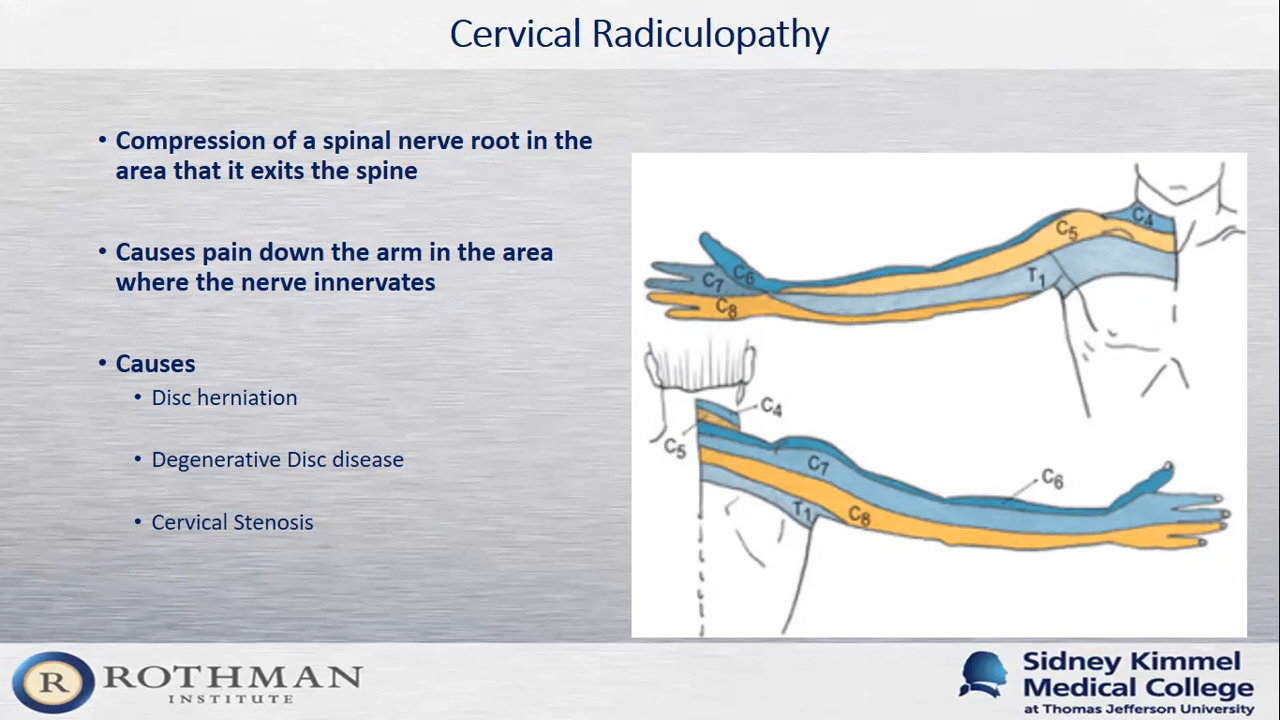 Cervical Radiculopathy
• Compression of a spinal nerve root in the
area that it exits the spine
• Causes pain down the arm in the area
where the nerve innervates
• Causes
• Disc herniation
• Degenerative Disc disease
• Cervical Stenosis
C4
C5
T1
C6
C7
C8
C4
C5
C7
C6
T1
C8
R ROTHMAN
INSTITUTE
Sidney Kimmel
Medical College
at Thomas Jefferson University